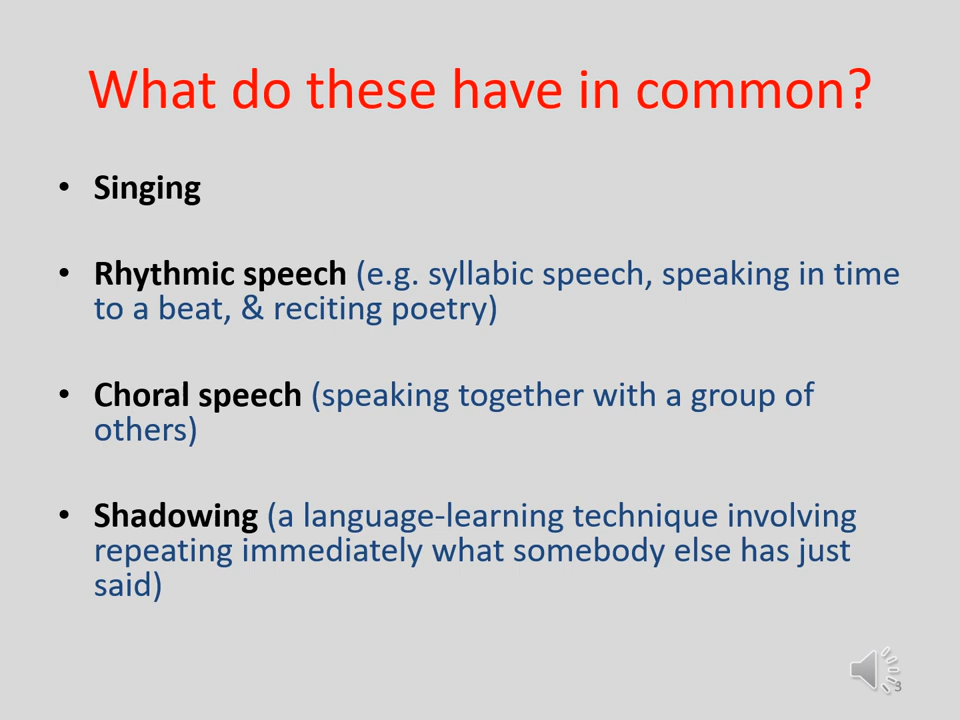 What do these have in common?
• Singing
• Rhythmic speech (e.g. syllabic speech, speaking in time
to a beat, & reciting poetry)
• Choral speech (speaking together with a group of
others)
• Shadowing (a language-learning technique involving
repeating immediately what somebody else has just
said)
3